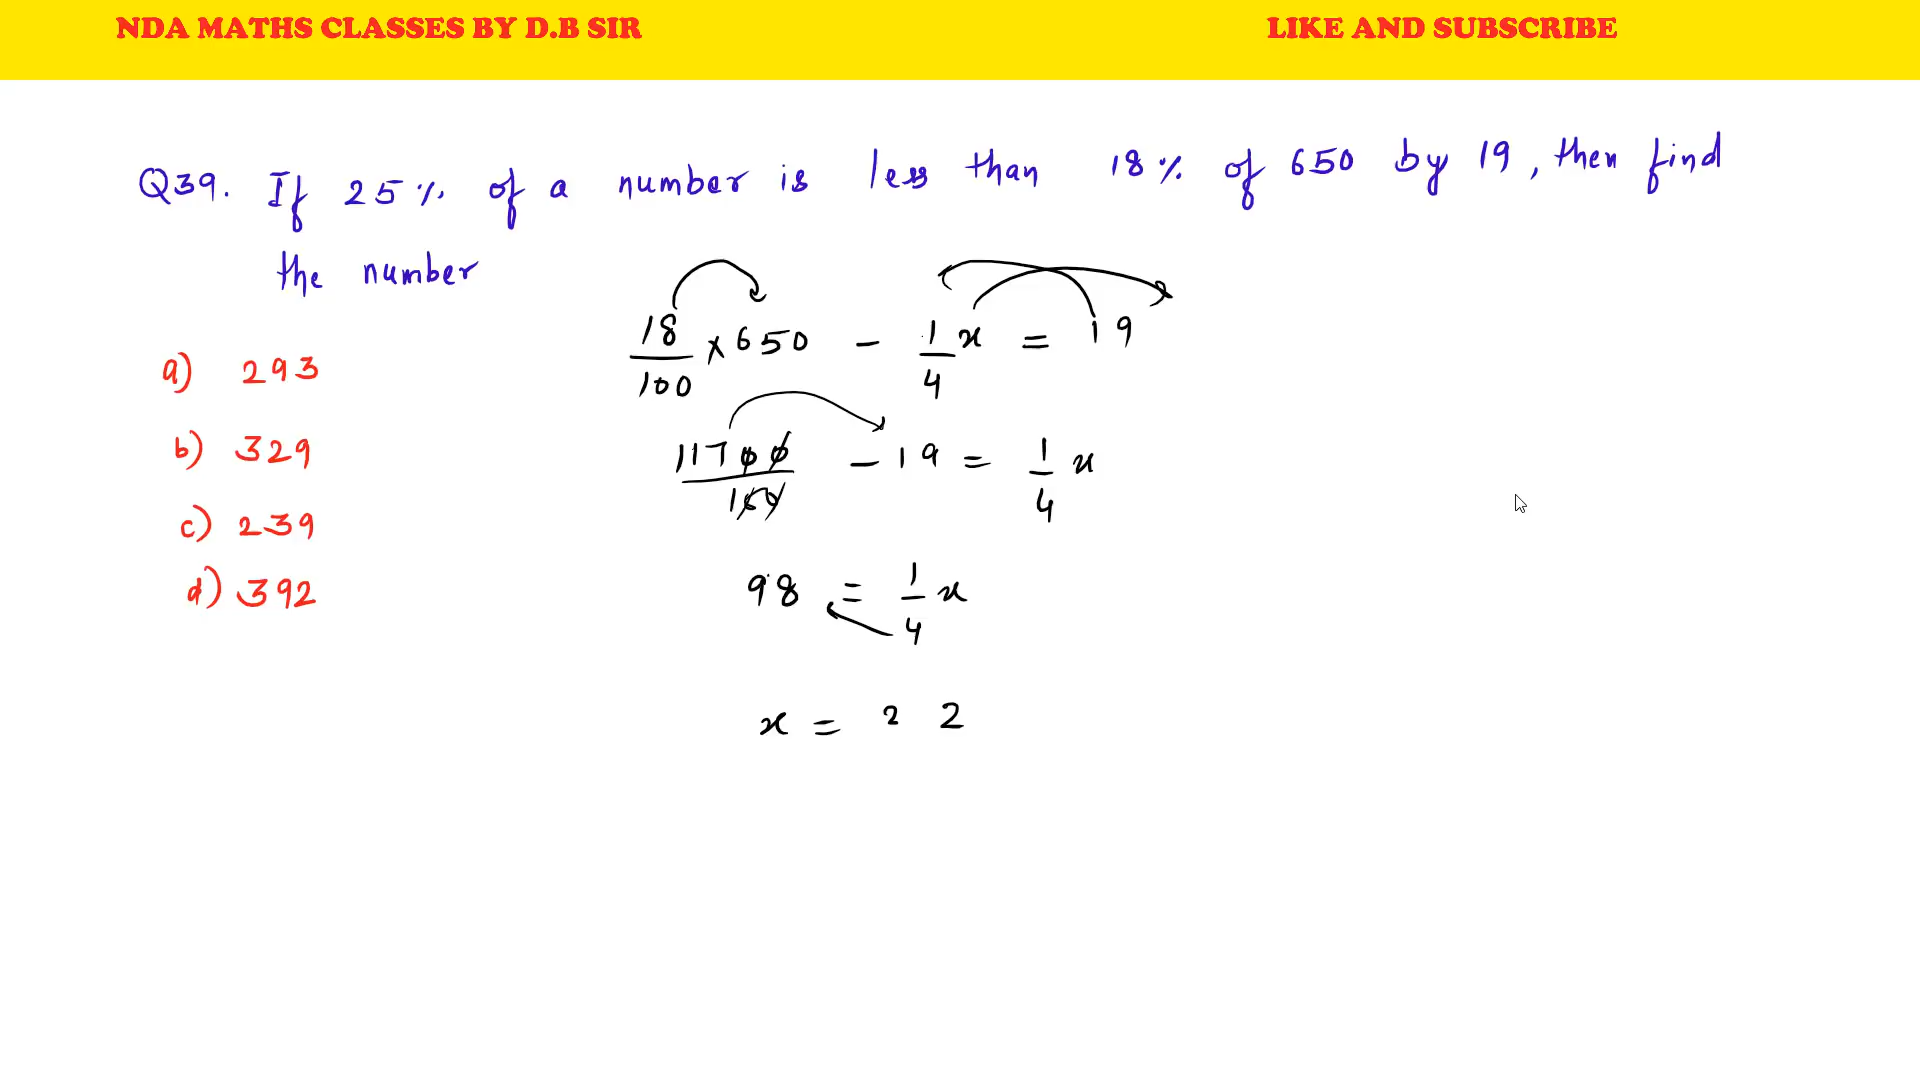 NDA MATHS CLASSES BY D.B SIR
LIKE AND SUBSCRIBE
Q39. If 25% of a number is less than 18% of 650 by 19, then find
the number
a) 293
b) 329
c) 239
d) 392
18/100 × 650 - 1/4 x = 19
11700/100 - 19 = 1/4 x
98 = 1/4 x
x = 2 2